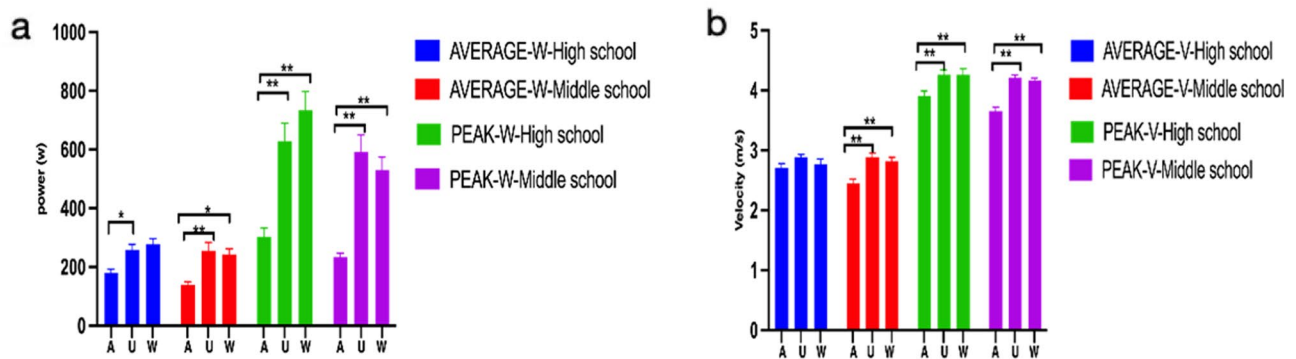 a
1000
800
600
400
200
0
power (w)
*
**
*
**
**
**
**
A U W A U W A U W A U W
AVERAGE-W-High school
AVERAGE-W-Middle school
PEAK-W-High school
PEAK-W-Middle school
b
5
4
3
2
1
0
Velocity (m/s)
**
**
**
**
**
**
A U W A U W A U W A U W
AVERAGE-V-High school
AVERAGE-V-Middle school
PEAK-V-High school
PEAK-V-Middle school